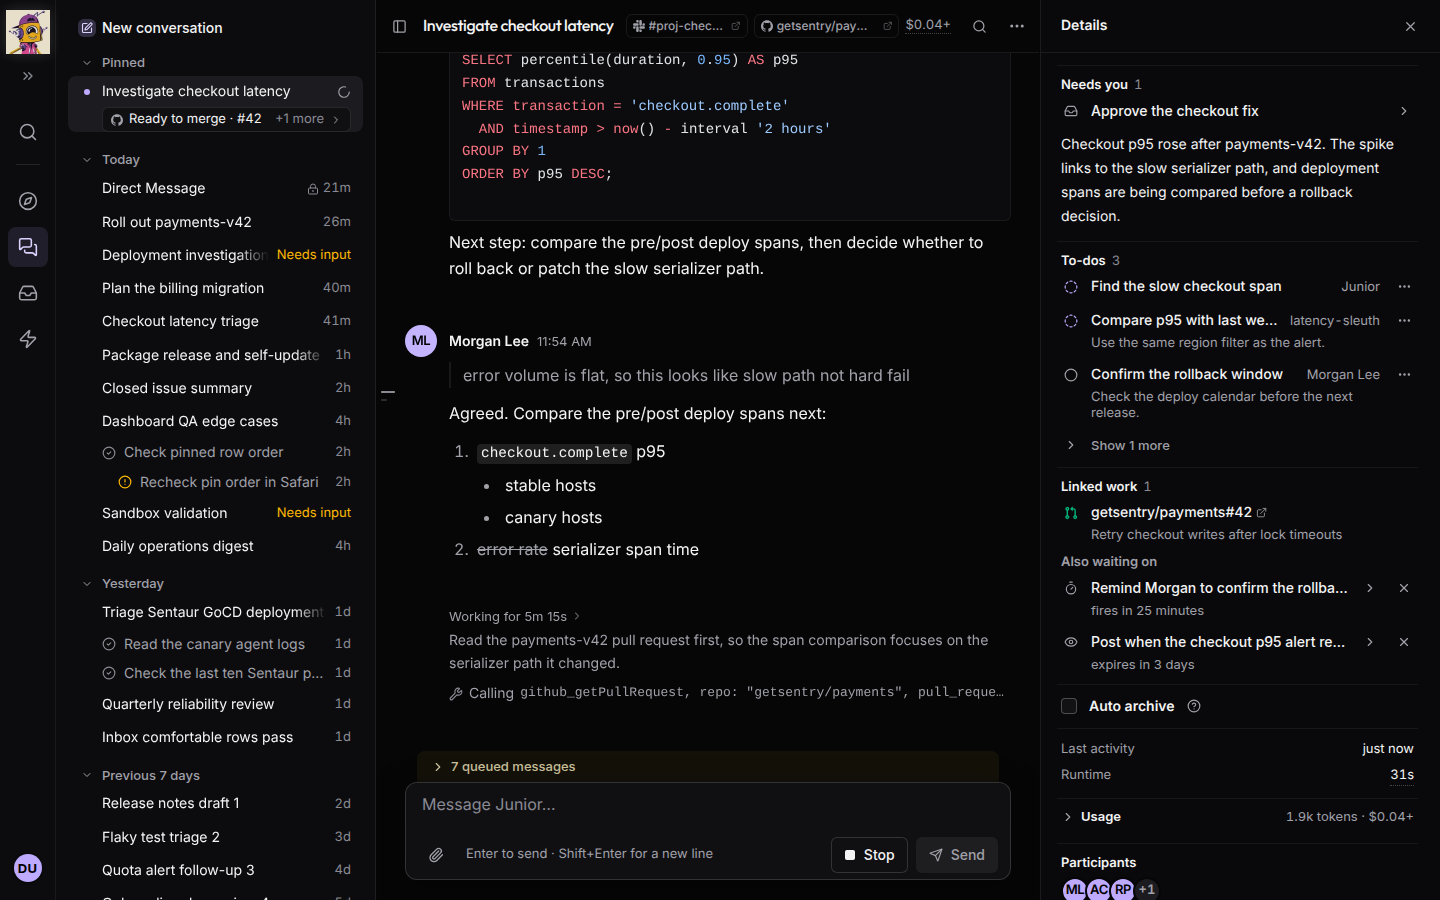 New conversation
Pinned
Investigate checkout latency
Ready to merge · #42 +1 more
Today
Direct Message 21m
Roll out payments-v42 26m
Deployment investigation Needs input
Plan the billing migration 40m
Checkout latency triage 41m
Package release and self-update 1h
Closed issue summary 2h
Dashboard QA edge cases 4h
Check pinned row order 2h
Recheck pin order in Safari 2h
Sandbox validation Needs input
Daily operations digest 4h
Yesterday
Triage Sentaur GoCD deployment 1d
Read the canary agent logs 1d
Check the last ten Sentaur p... 1d
Quarterly reliability review 1d
Inbox comfortable rows pass 1d
Previous 7 days
Release notes draft 1 2d
Flaky test triage 2 3d
Quota alert follow-up 3 4d
DU
Investigate checkout latency #proj-chec... getsentry/pay... $0.04+
SELECT percentile(duration, 0.95) AS p95
FROM transactions
WHERE transaction = 'checkout.complete'
AND timestamp > now() - interval '2 hours'
GROUP BY 1
ORDER BY p95 DESC;
Next step: compare the pre/post deploy spans, then decide whether to
roll back or patch the slow serializer path.
ML Morgan Lee 11:54 AM
error volume is flat, so this looks like slow path not hard fail
Agreed. Compare the pre/post deploy spans next:
1. checkout.complete p95
• stable hosts
• canary hosts
2. error rate serializer span time
Working for 5m 15s
Read the payments-v42 pull request first, so the span comparison focuses on the
serializer path it changed.
Calling github_getPullRequest, repo: "getsentry/payments", pull_reque…
7 queued messages
Message Junior...
Enter to send · Shift+Enter for a new line
Stop
Send
Details
Needs you 1
Approve the checkout fix
Checkout p95 rose after payments-v42. The spike
links to the slow serializer path, and deployment
spans are being compared before a rollback
decision.
To-dos 3
Find the slow checkout span Junior
Compare p95 with last we... latency-sleuth
Use the same region filter as the alert.
Confirm the rollback window Morgan Lee
Check the deploy calendar before the next
release.
Show 1 more
Linked work 1
getsentry/payments#42
Retry checkout writes after lock timeouts
Also waiting on
Remind Morgan to confirm the rollba...
fires in 25 minutes
Post when the checkout p95 alert re...
expires in 3 days
Auto archive
Last activity just now
Runtime 31s
Usage 1.9k tokens · $0.04+
Participants
ML AC RP +1